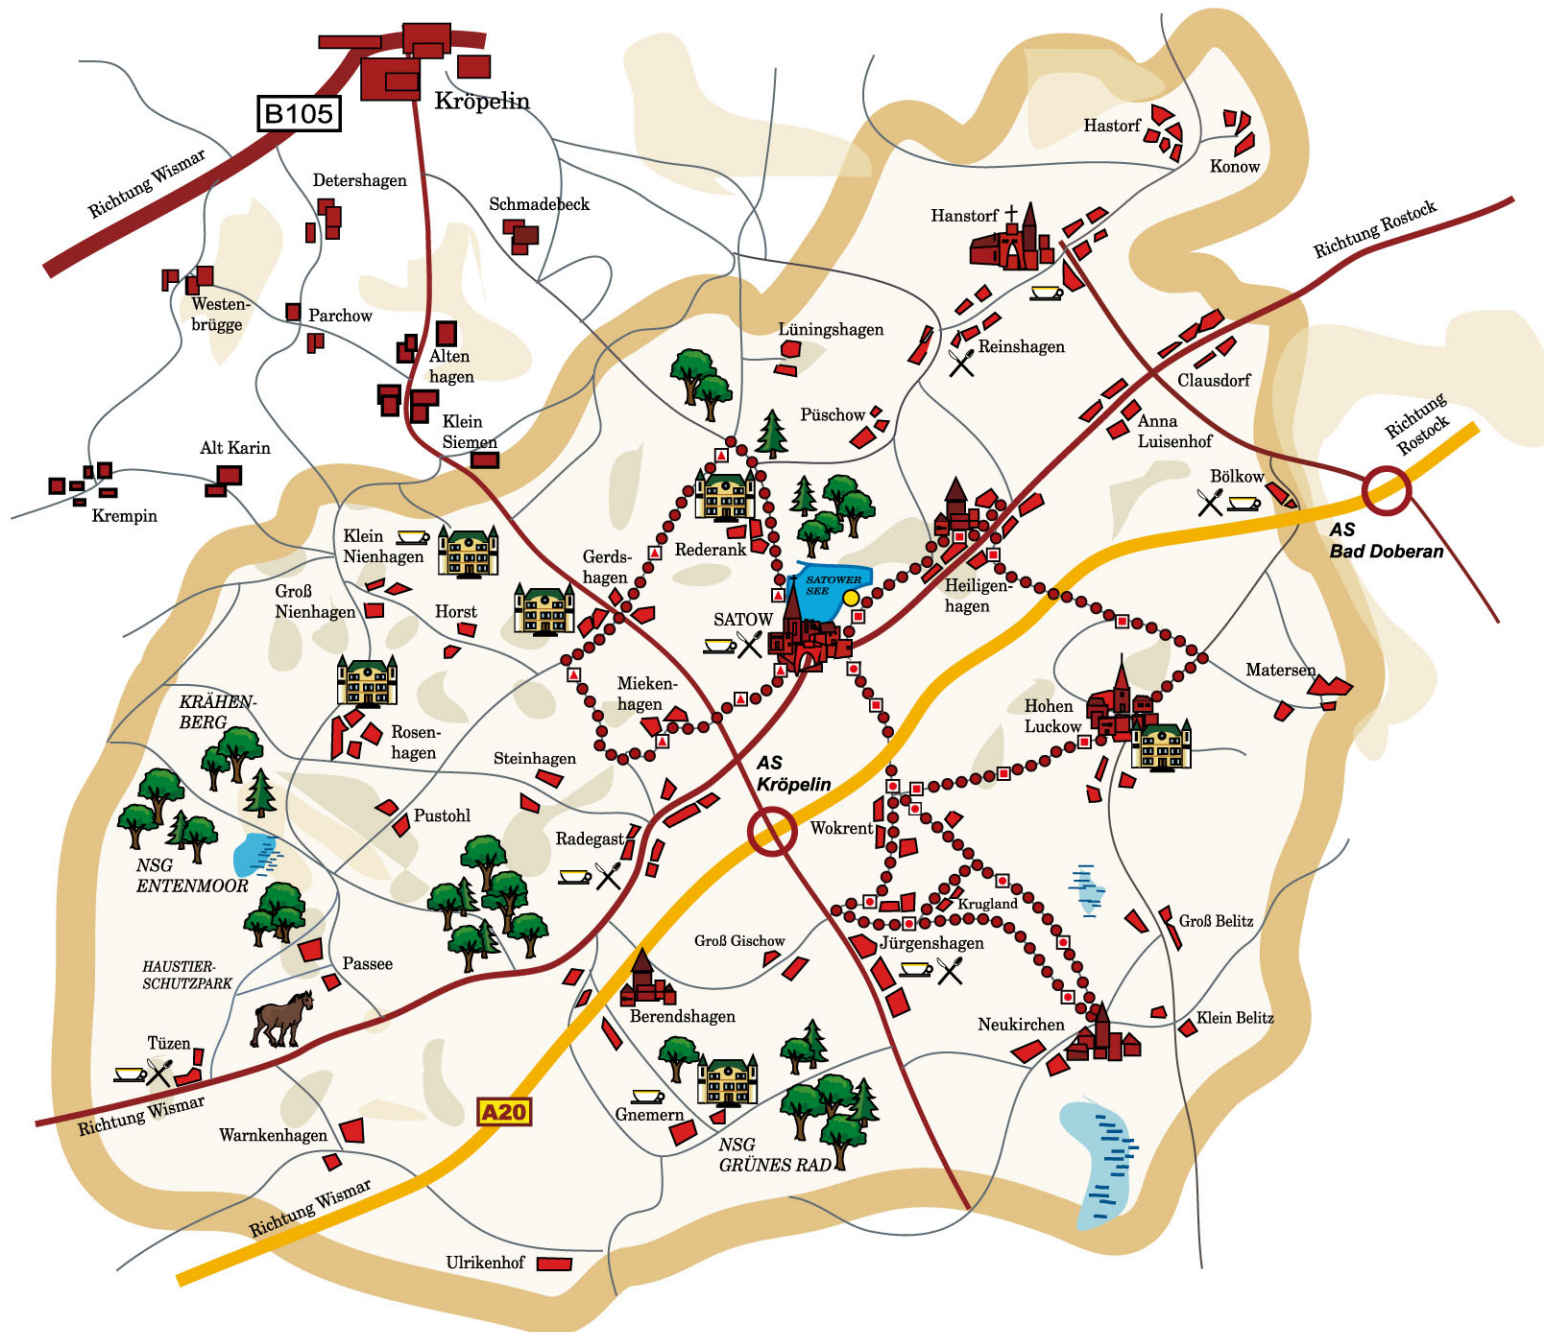 Kröpelin
B105
Richtung Wismar
Detershagen
Schmadebeck
Westen-
brügge
Parchow
Alten
hagen
Klein
Siemen
Alt Karin
Krempin
Hastorf
Konow
Hanstorf
Richtung Rostock
Lüningshagen
Reinshagen
Clausdorf
Püschow
Anna
Luisenhof
Richtung
Rostock
Bölkow
AS
Bad Doberan
Klein
Nienhagen
Rederank
Gerds-
hagen
Groß
Nienhagen
Horst
SATOWER
SEE
Heiligen-
hagen
SATOW
Mieken-
hagen
Matersen
Hohen
Luckow
KRÄHEN-
BERG
Rosen-
hagen
Steinhagen
AS
Kröpelin
Pustohl
Radegast
Wokrent
NSG
ENTENMOOR
Krugland
Groß Belitz
Groß Gischow
Jürgenshagen
HAUSTIER-
SCHUTZPARK
Passee
Berendshagen
Neukirchen
Klein Belitz
Tüzen
Richtung Wismar
A20
Gnemern
Warnkenhagen
NSG
GRÜNES RAD
Richtung Wismar
Ulrikenhof